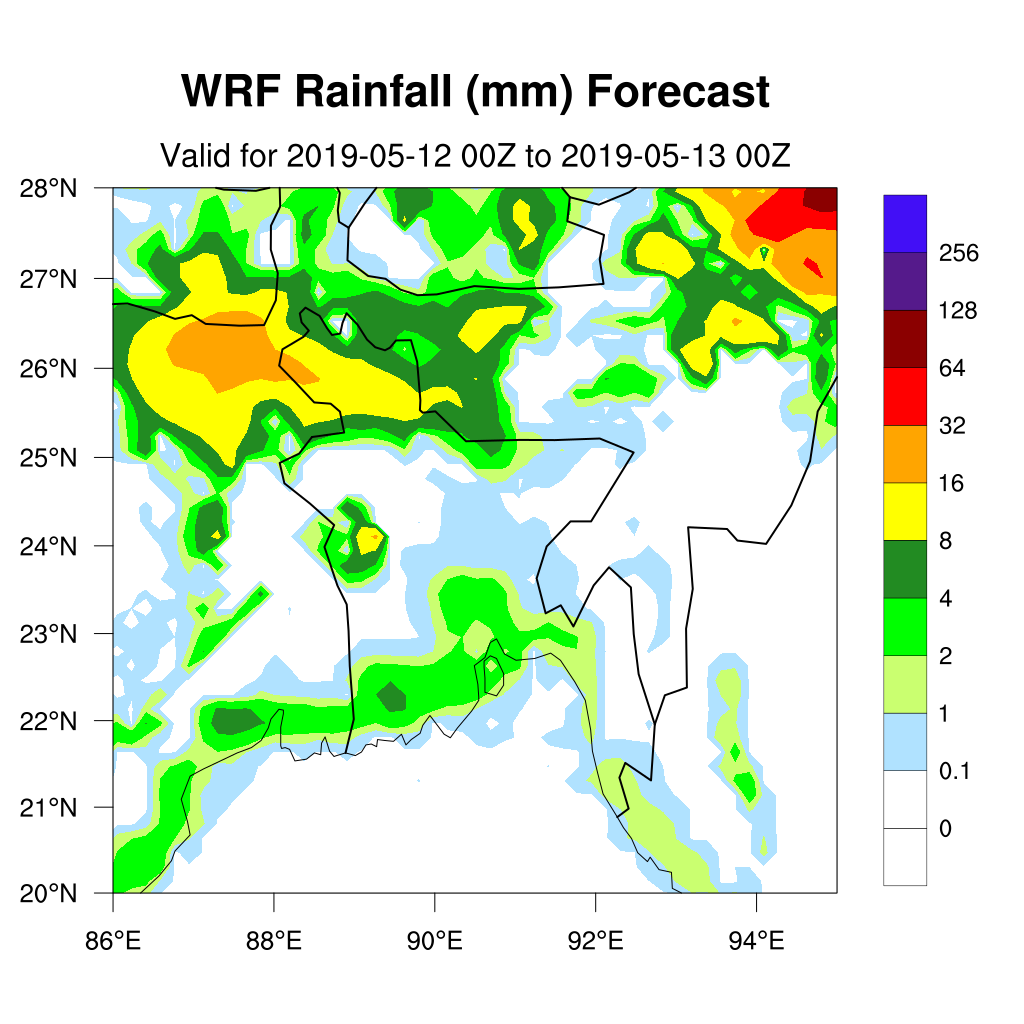 WRF Rainfall (mm) Forecast
Valid for 2019-05-12 00Z to 2019-05-13 00Z
28°N
27°N
26°N
25°N
24°N
23°N
22°N
21°N
20°N
86°E 88°E 90°E 92°E 94°E
256
128
64
32
16
8
4
2
1
0.1
0